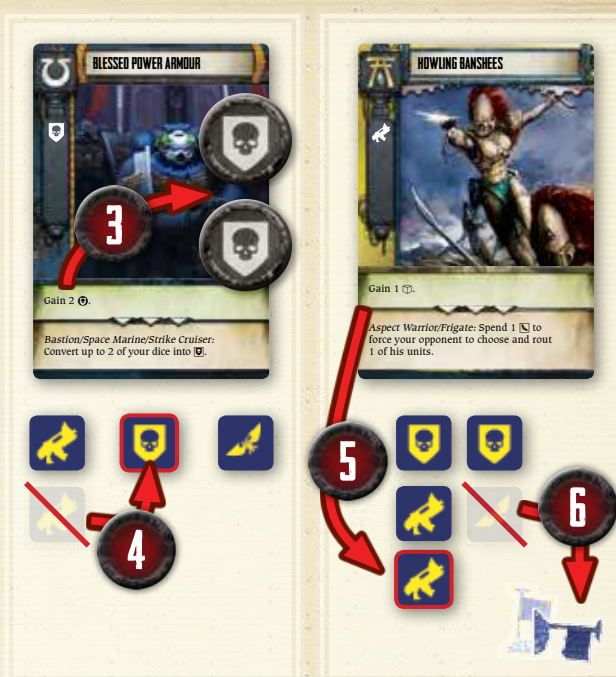 BLESSED POWER ARMOUR
3
Gain 2 .
Bastion/Space Marine/Strike Cruiser:
Convert up to 2 of your dice into .
4
HOWLING BANSHEES
Gain 1 .
Aspect Warrior/Frigate: Spend 1 to
force your opponent to choose and rout
1 of his units.
5
6